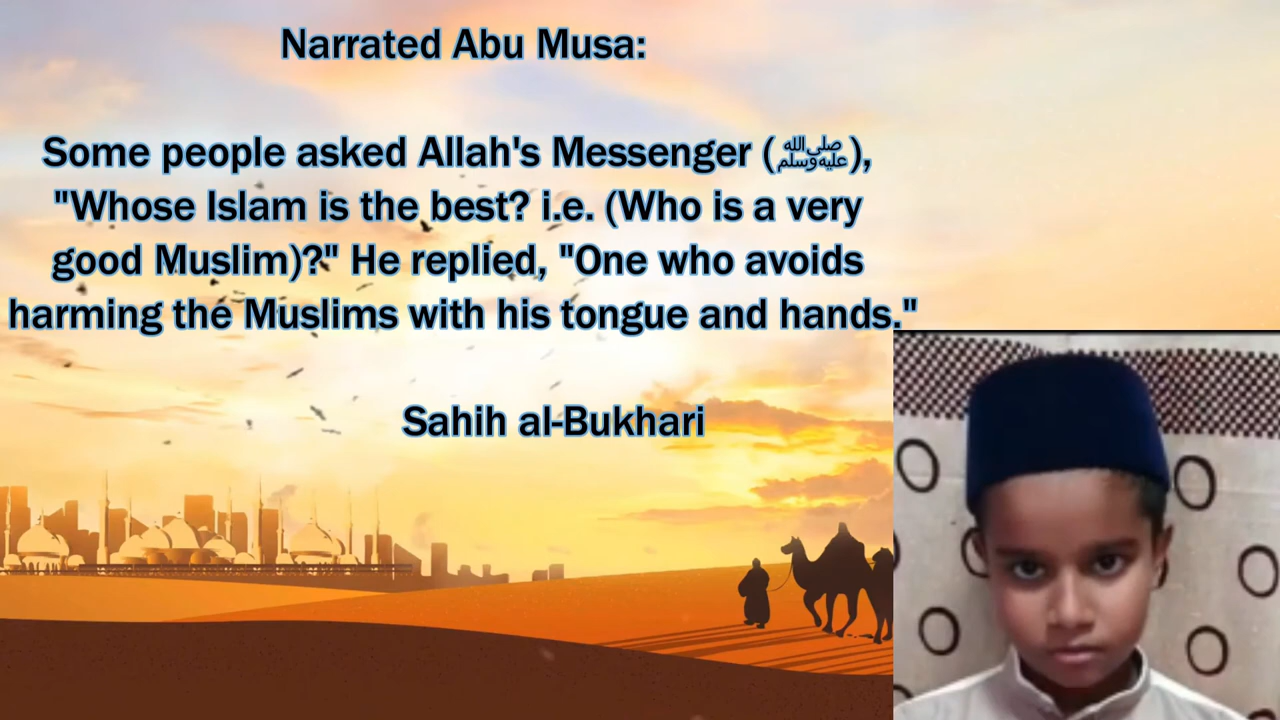 Narrated Abu Musa:
Some people asked Allah's Messenger (ﷺ),
"Whose Islam is the best? i.e. (Who is a very
good Muslim)?" He replied, "One who avoids
harming the Muslims with his tongue and hands."
Sahih al-Bukhari